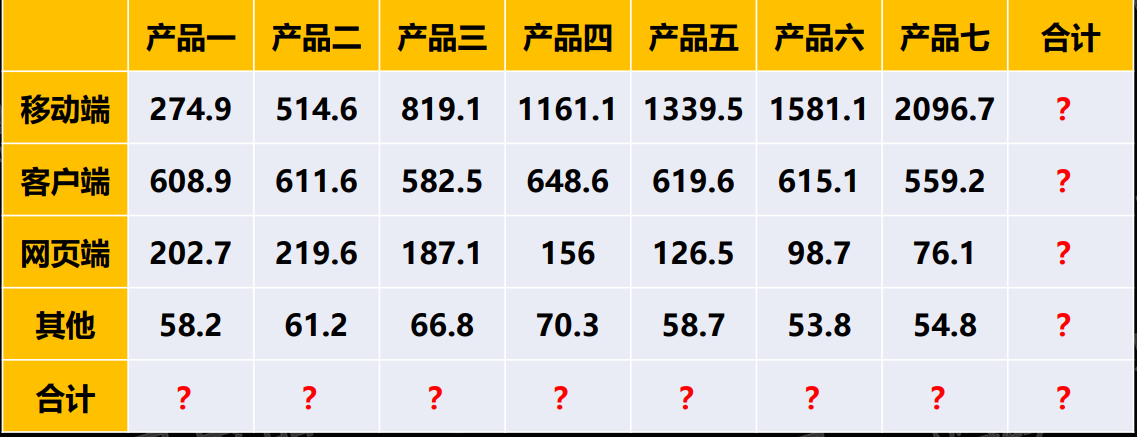 产品一 产品二 产品三 产品四 产品五 产品六 产品七 合计
移动端 274.9 514.6 819.1 1161.1 1339.5 1581.1 2096.7 ?
客户端 608.9 611.6 582.5 648.6 619.6 615.1 559.2 ?
网页端 202.7 219.6 187.1 156 126.5 98.7 76.1 ?
其他 58.2 61.2 66.8 70.3 58.7 53.8 54.8 ?
合计 ? ? ? ? ? ? ? ?